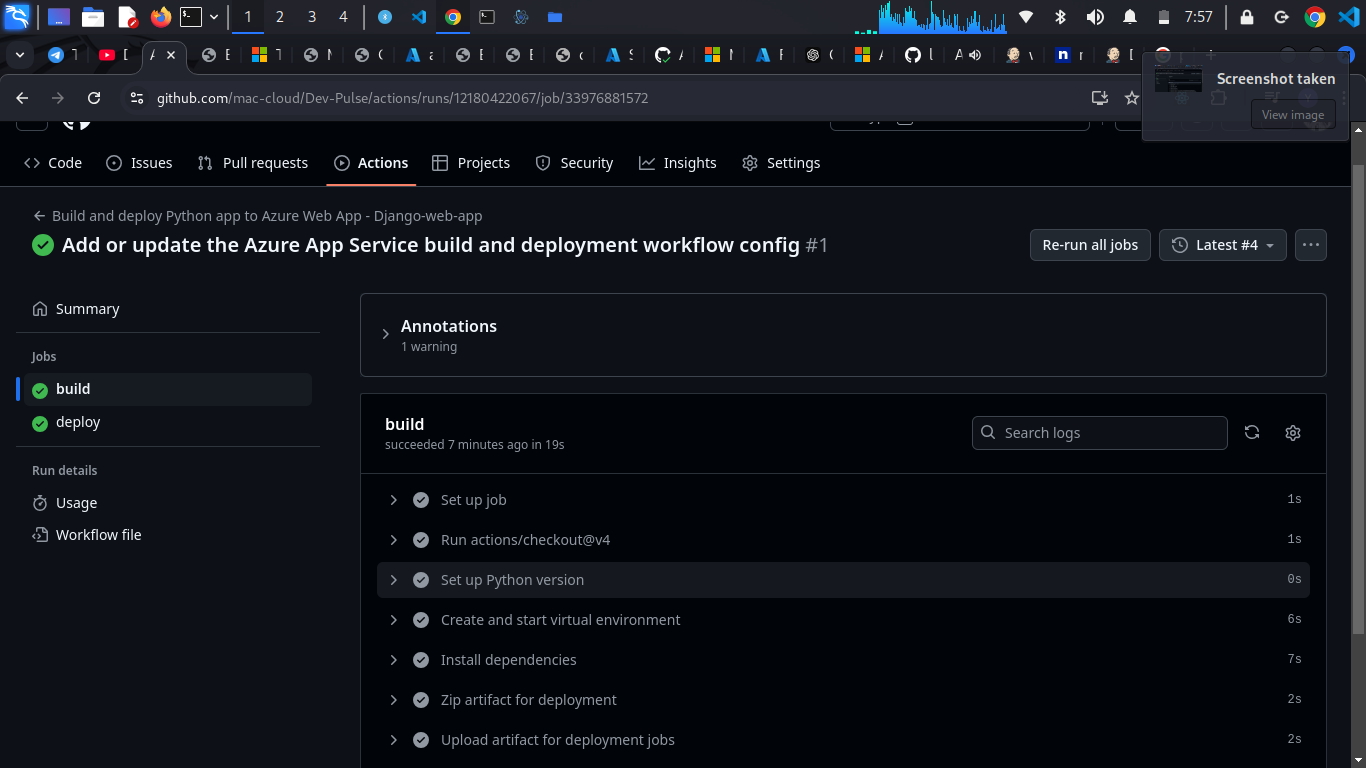 1 2 3 4 7:57
Screenshot taken
View image
github.com/mac-cloud/Dev-Pulse/actions/runs/12180422067/job/33976881572
Code Issues Pull requests Actions Projects Security Insights Settings
Build and deploy Python app to Azure Web App - Django-web-app
Add or update the Azure App Service build and deployment workflow config #1
Re-run all jobs Latest #4
Summary
Jobs
build
deploy
Run details
Usage
Workflow file
Annotations
1 warning
build
succeeded 7 minutes ago in 19s
Search logs
Set up job 1s
Run actions/checkout@v4 1s
Set up Python version 0s
Create and start virtual environment 6s
Install dependencies 7s
Zip artifact for deployment 2s
Upload artifact for deployment jobs 2s